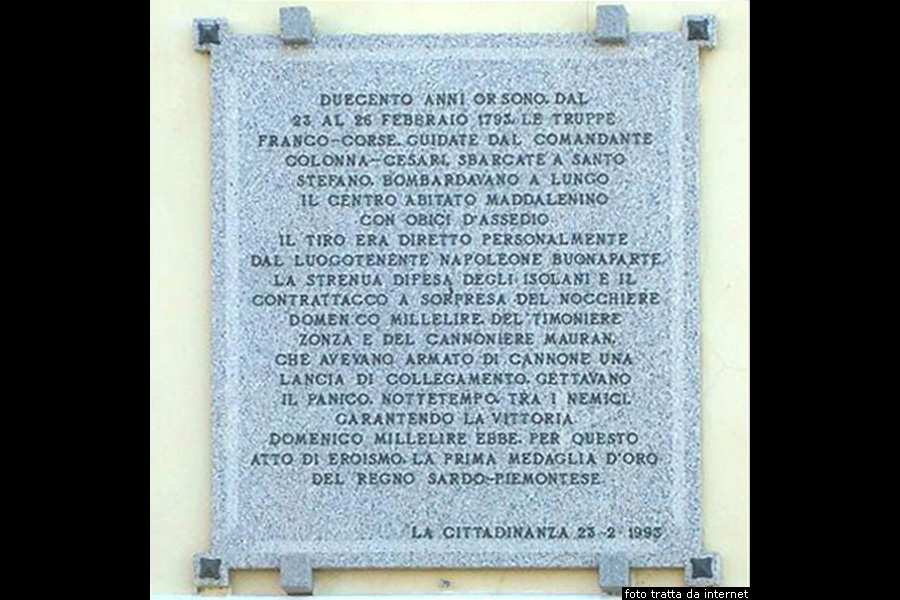 DUECENTO ANNI OR SONO, DAL
23 AL 26 FEBBRAIO 1793, LE TRUPPE
FRANCO-CORSE, GUIDATE DAL COMANDANTE
COLONNA-CESARI, SBARCATE A SANTO
STEFANO, BOMBARDAVANO A LUNGO
IL CENTRO ABITATO MADDALENINO
CON OBICI D'ASSEDIO
IL TIRO ERA DIRETTO PERSONALMENTE
DAL LUOGOTENENTE NAPOLEONE BUONAPARTE.
LA STRENUA DIFESA DEGLI ISOLANI E IL
CONTRATTACCO A SORPRESA DEL NOCCHIERE
DOMENICO MILLELIRE, DEL TIMONIERE
ZONZA E DEL CANNONIERE MAURAN,
CHE AVEVANO ARMATO DI CANNONE UNA
LANCIA DI COLLEGAMENTO, GETTAVANO
IL PANICO, NOTTETEMPO, TRA I NEMICI,
GARANTENDO LA VITTORIA.
DOMENICO MILLELIRE EBBE, PER QUESTO
ATTO DI EROISMO, LA PRIMA MEDAGLIA D'ORO
DEL REGNO SARDO-PIEMONTESE.
LA CITTADINANZA 23-2-1993
foto tratta da internet